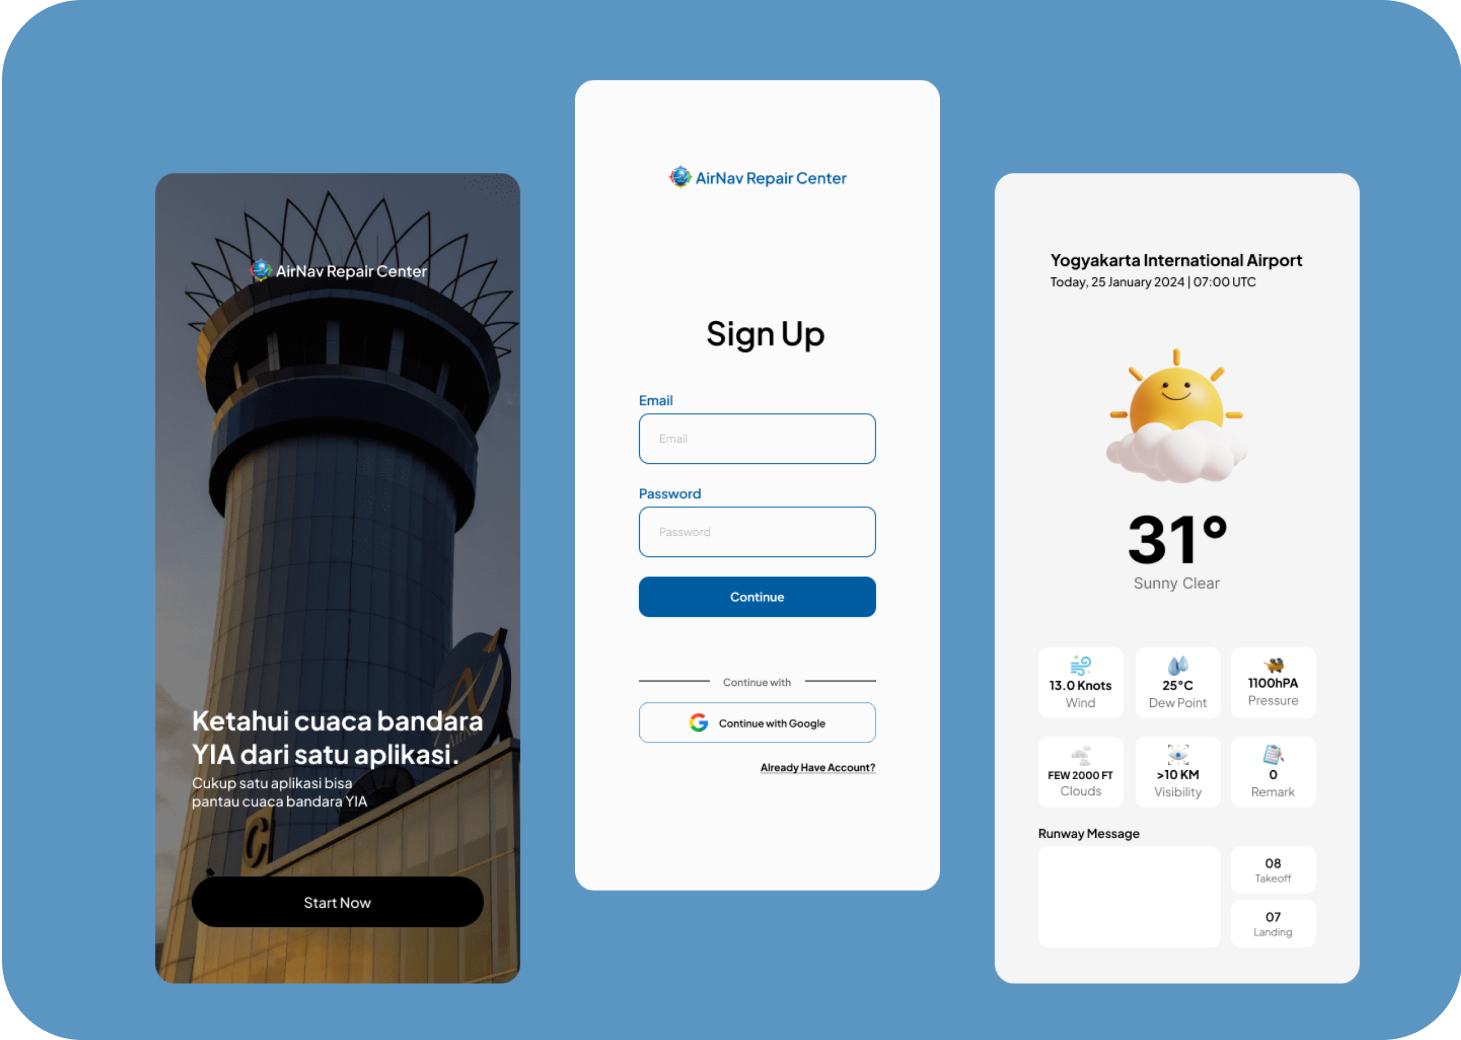 AirNav Repair Center
Ketahui cuaca bandara
YIA dari satu aplikasi.
Cukup satu aplikasi bisa
pantau cuaca bandara YIA
C
Start Now
AirNav Repair Center
Sign Up
Email
Email
Password
Password
Continue
Continue with
Continue with Google
Already Have Account?
Yogyakarta International Airport
Today, 25 January 2024 | 07:00 UTC
31°
Sunny Clear
13.0 Knots
Wind
25°C
Dew Point
1100hPA
Pressure
FEW 2000 FT
Clouds
>10 KM
Visibility
0
Remark
Runway Message
08
Takeoff
07
Landing